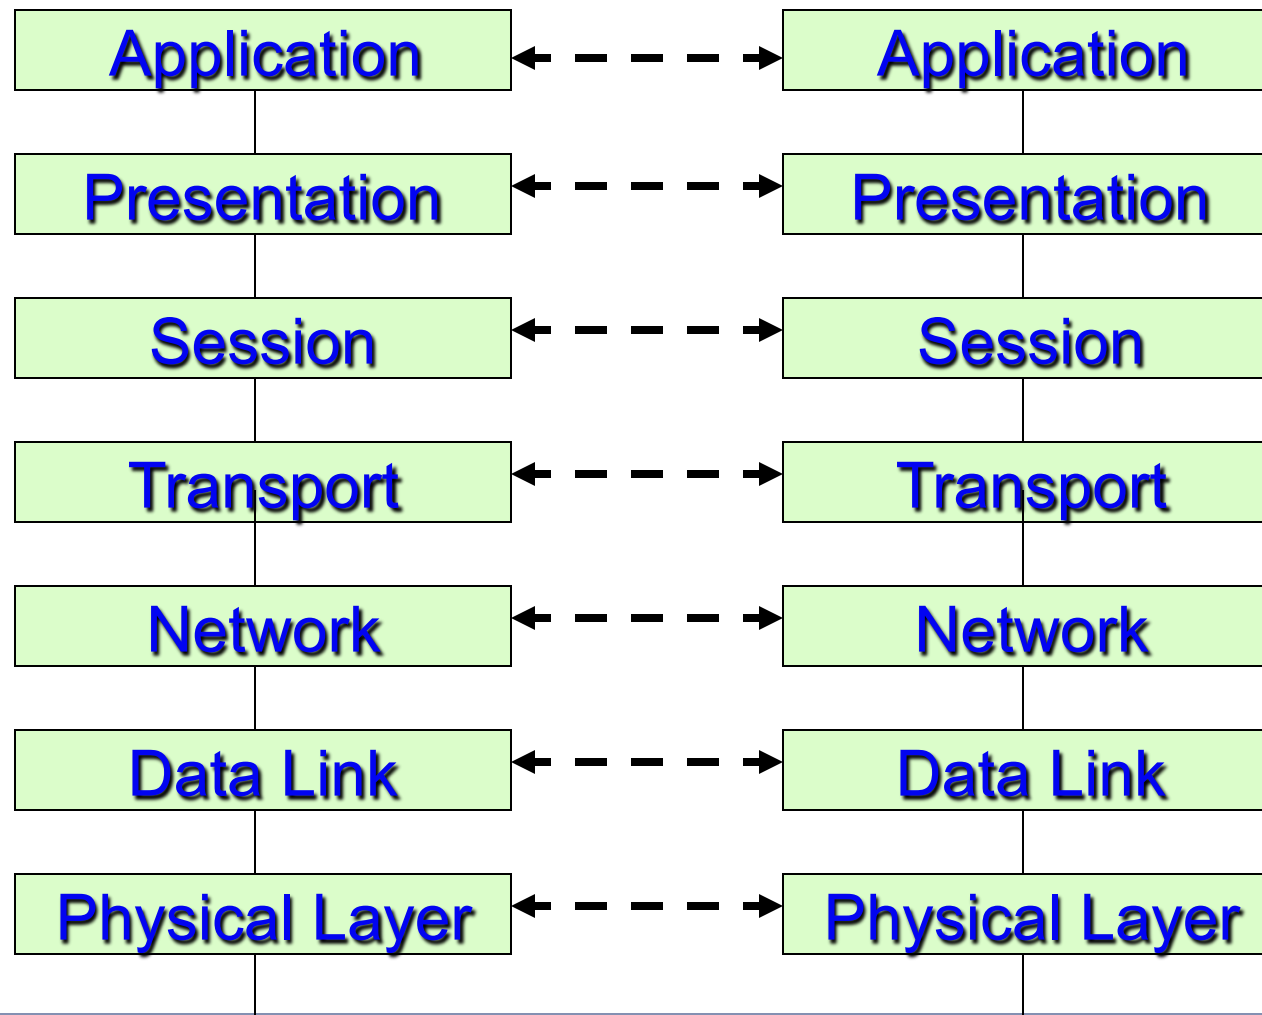 Application
Application
Presentation
Presentation
Session
Session
Transport
Transport
Network
Network
Data Link
Data Link
Physical Layer
Physical Layer